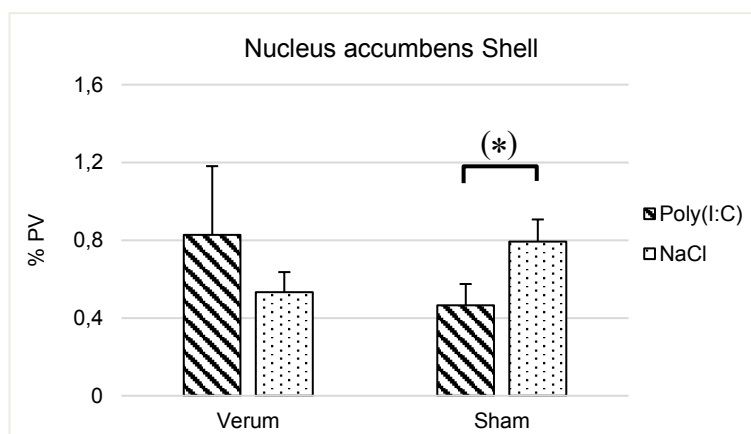 Nucleus accumbens Shell
1,6
1,2
0,8
0,4
0
% PV
(*)
Poly(I:C)
NaCl
Verum
Sham